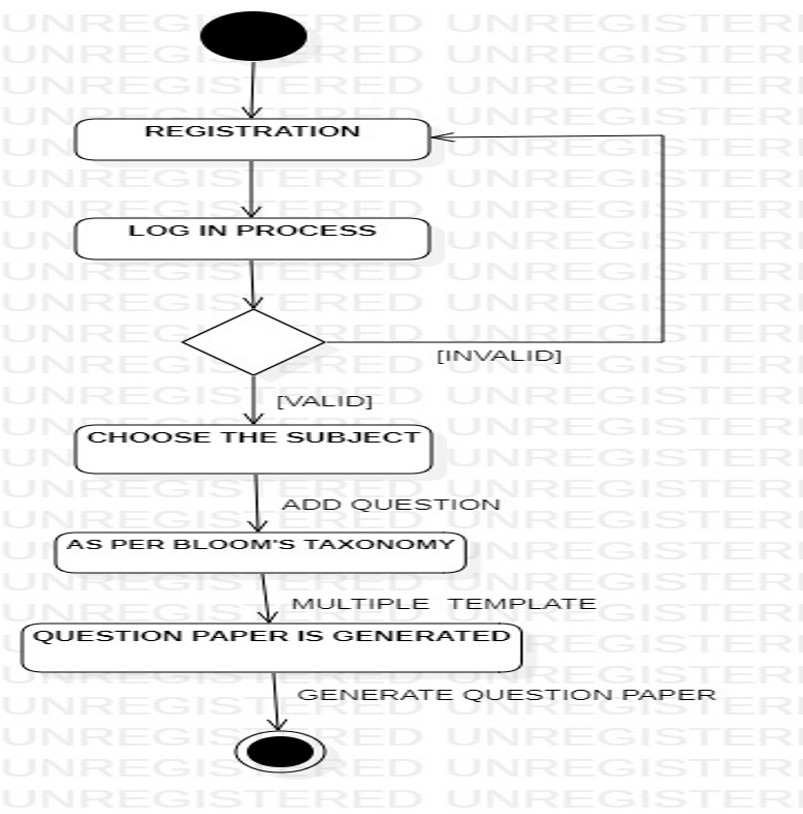 REGISTRATION
LOG IN PROCESS
[INVALID]
[VALID]
CHOOSE THE SUBJECT
ADD QUESTION
AS PER BLOOM'S TAXONOMY
MULTIPLE TEMPLATE
QUESTION PAPER IS GENERATED
GENERATE QUESTION PAPER
UNREGISTERED